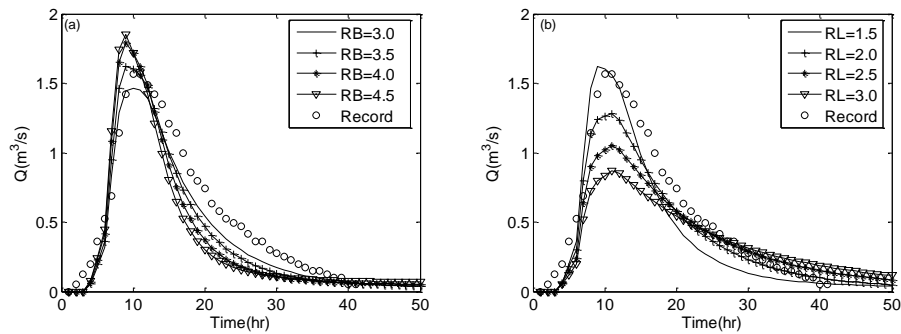 (a)
2
1.5
1
0.5
0
Q(m³/s)
0 10 20 30 40 50
Time(hr)
RB=3.0
RB=3.5
RB=4.0
RB=4.5
Record
(b)
2
1.5
1
0.5
0
Q(m³/s)
0 10 20 30 40 50
Time(hr)
RL=1.5
RL=2.0
RL=2.5
RL=3.0
Record